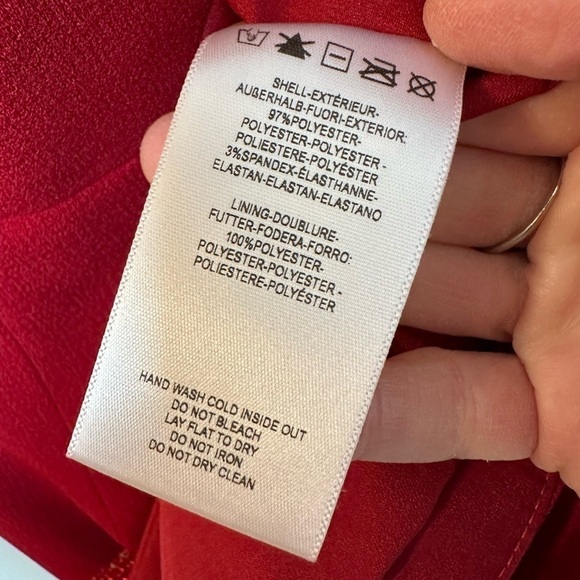 SHELL-EXTÉRIEUR-
AUßERHALB-FUORI-EXTERIOR:
97%POLYESTER-
POLYESTER-POLYESTER-
POLIESTERE-POLYÉSTER
3%SPANDEX-ÉLASTHANNE-
ELASTAN-ELASTAN-ELASTANO
LINING-DOUBLURE-
FUTTER-FODERA-FORRO:
100%POLYESTER-
POLYESTER-POLYESTER-
POLIESTERE-POLYÉSTER
HAND WASH COLD INSIDE OUT
DO NOT BLEACH
LAY FLAT TO DRY
DO NOT IRON
DO NOT DRY CLEAN